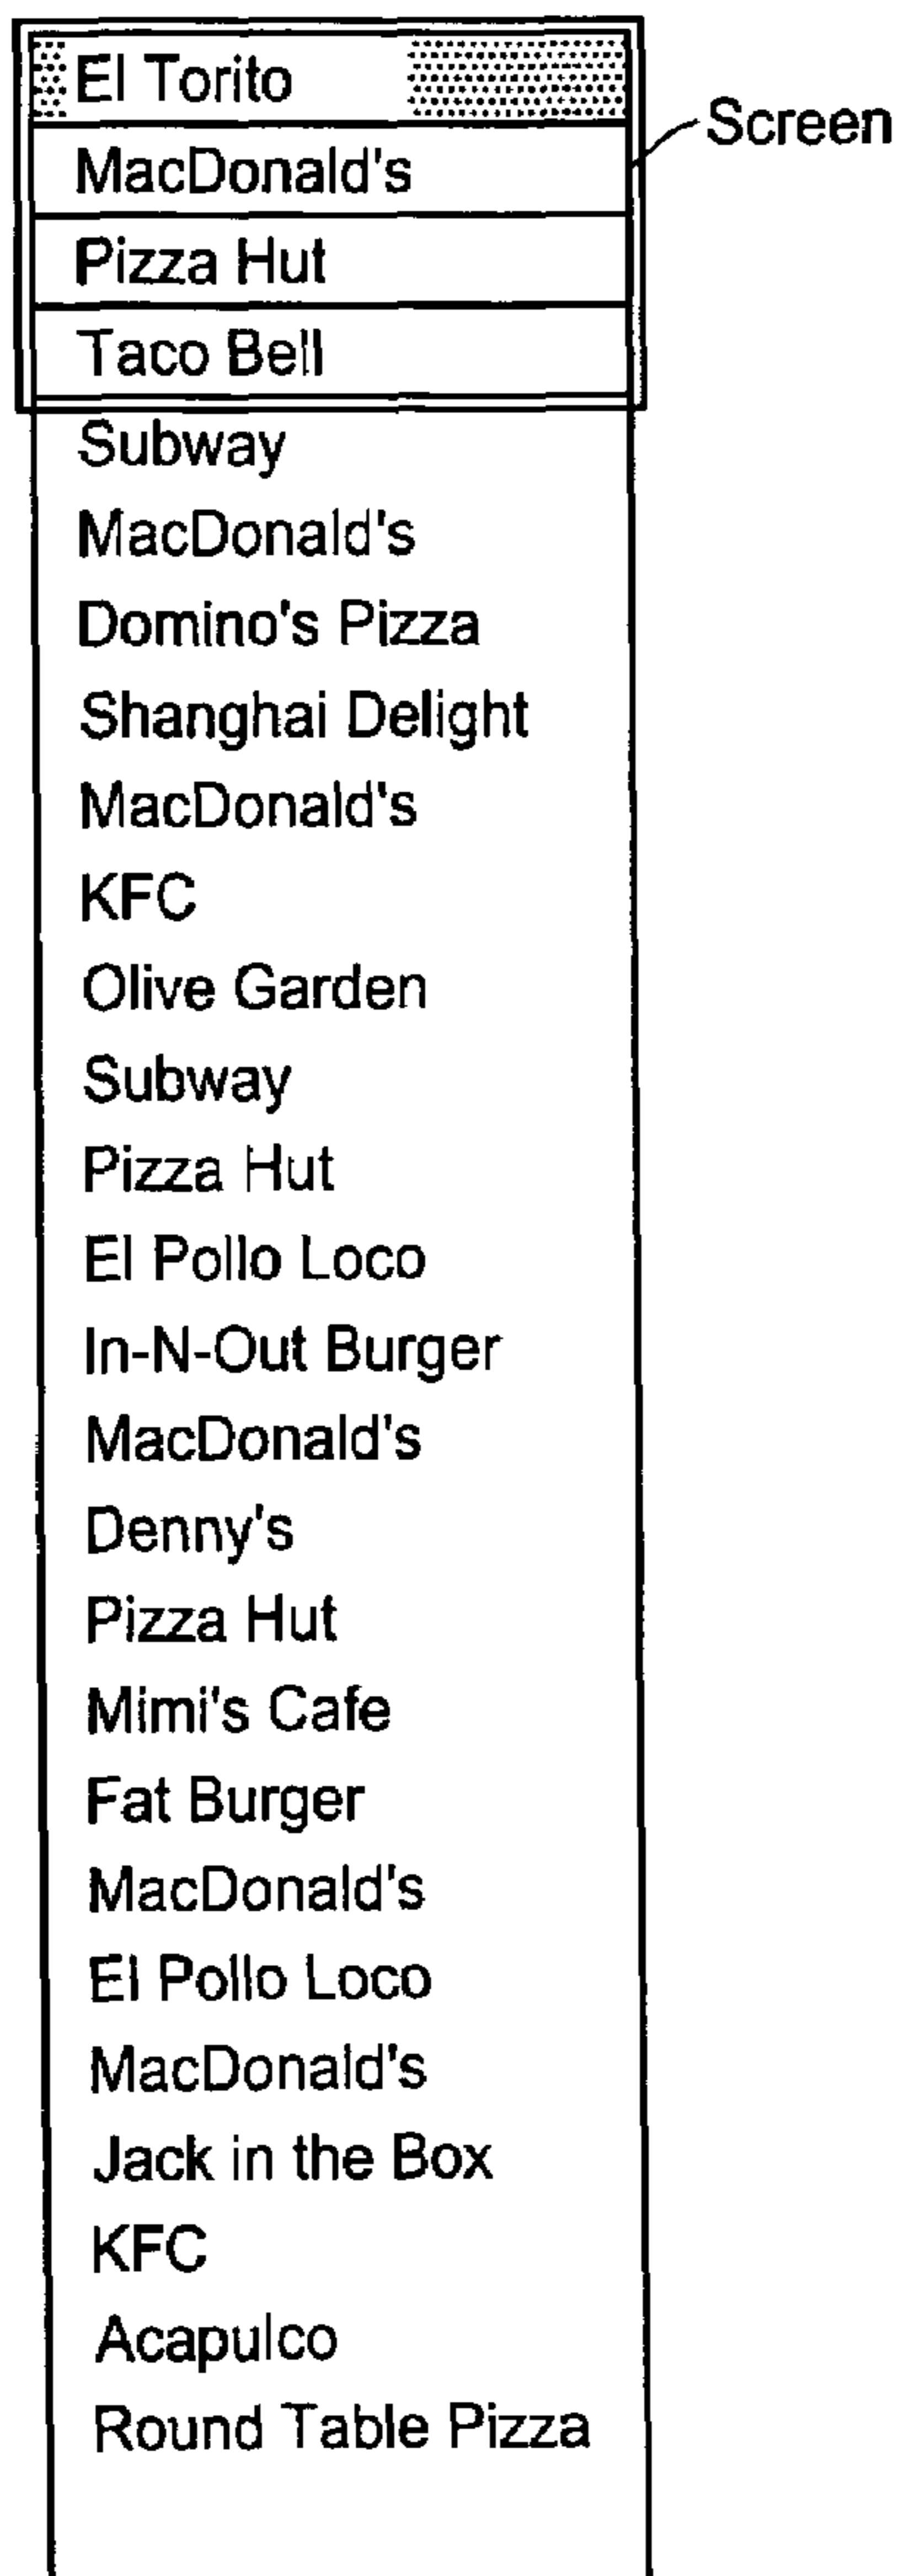 El Torito
Screen
MacDonald's
Pizza Hut
Taco Bell
Subway
MacDonald's
Domino's Pizza
Shanghai Delight
MacDonald's
KFC
Olive Garden
Subway
Pizza Hut
El Pollo Loco
In-N-Out Burger
MacDonald's
Denny's
Pizza Hut
Mimi's Cafe
Fat Burger
MacDonald's
El Pollo Loco
MacDonald's
Jack in the Box
KFC
Acapulco
Round Table Pizza